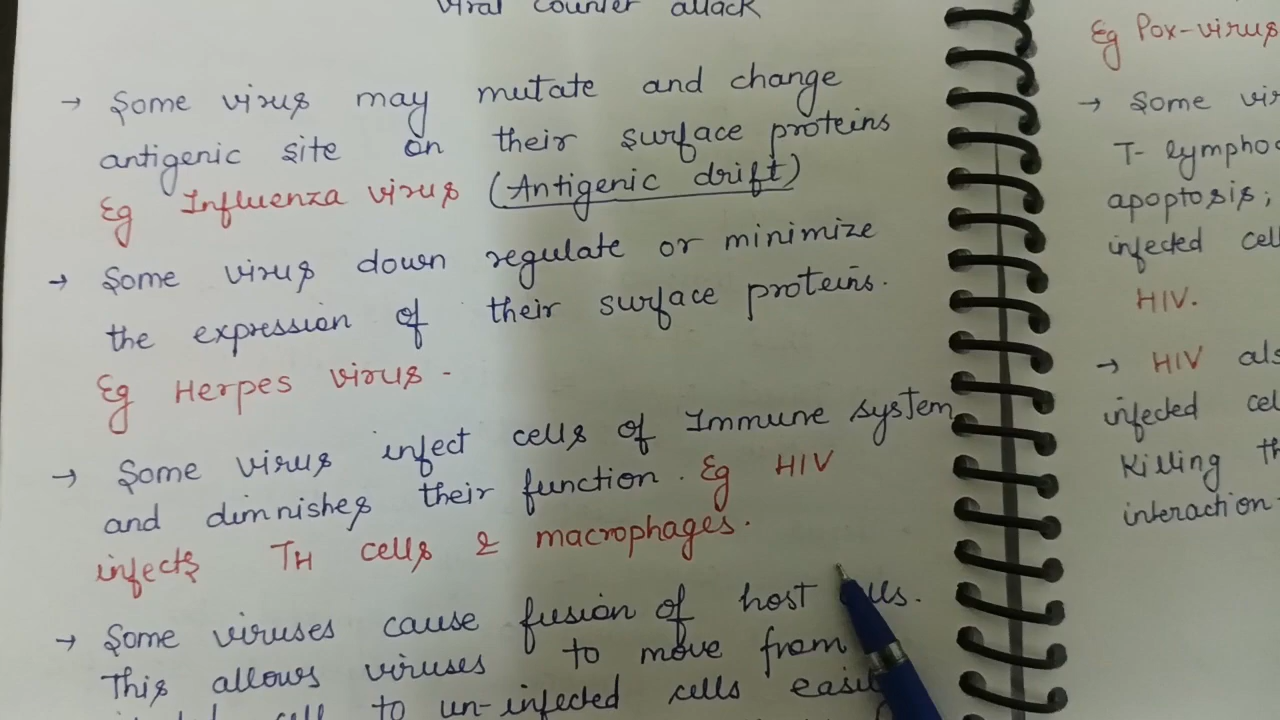 Viral Counter attack
→ Some virus may mutate and change
antigenic site on their surface proteins
Eg Influenza virus (Antigenic drift)
→ Some virus down regulate or minimize
the expression of their surface proteins.
Eg Herpes virus -
→ Some virus infect cells of Immune system
and dimnishes their function. Eg HIV
infects TH cells & macrophages.
→ Some viruses cause fusion of host
This allows viruses to move from
cell to un-infected cells
Eg Pox-virus
→ Some
T-
apoptosis;
infected
HIV.
→ HIV
infected
Killing
interaction